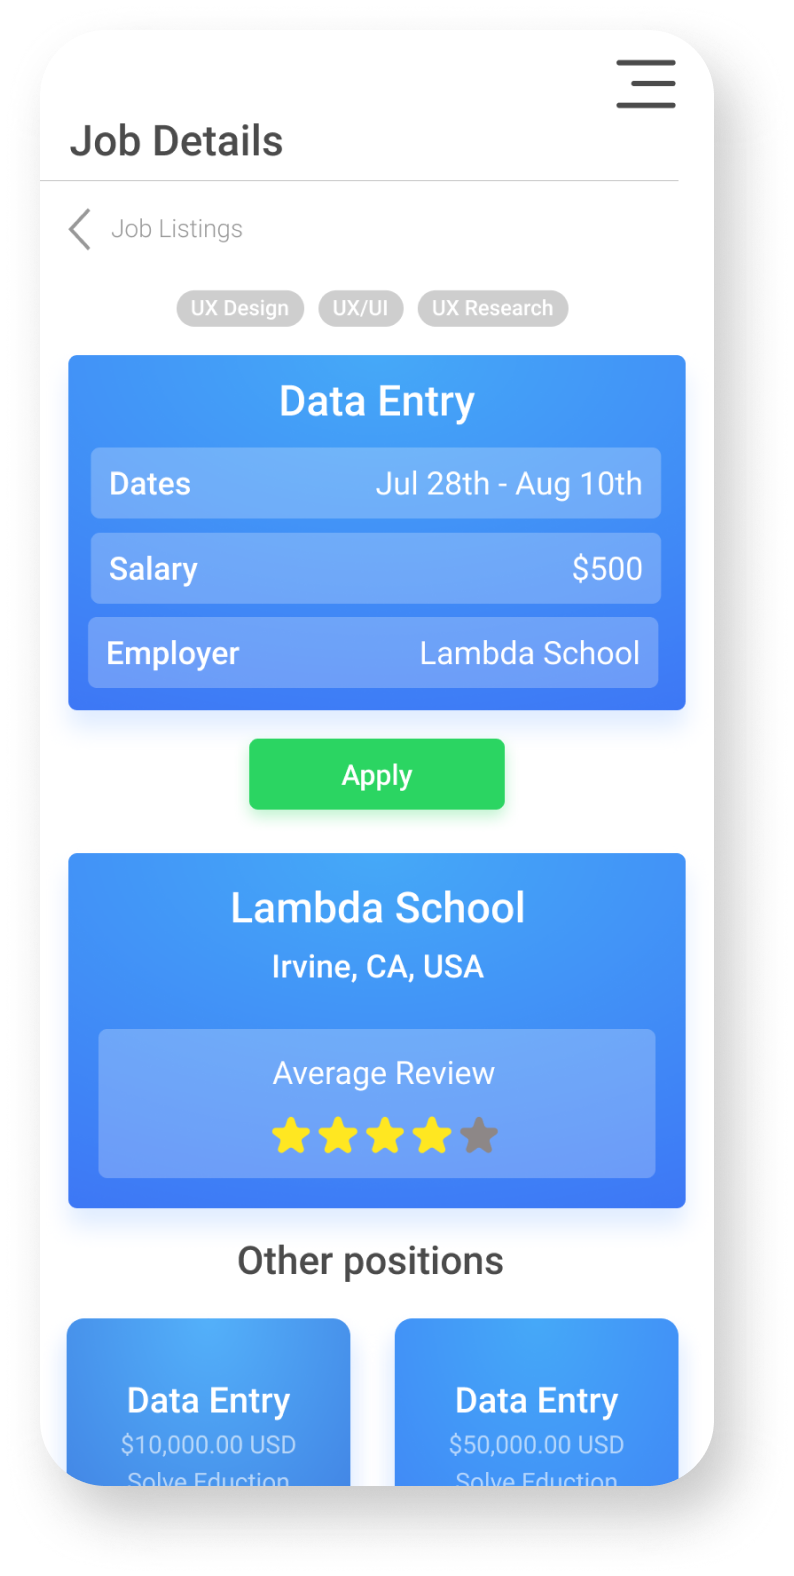 Job Details
Job Listings
UX Design UX/UI UX Research
Data Entry
Dates Jul 28th - Aug 10th
Salary $500
Employer Lambda School
Apply
Lambda School
Irvine, CA, USA
Average Review
Other positions
Data Entry Data Entry
$10,000.00 USD $50,000.00 USD
Solve Eduction Solve Eduction